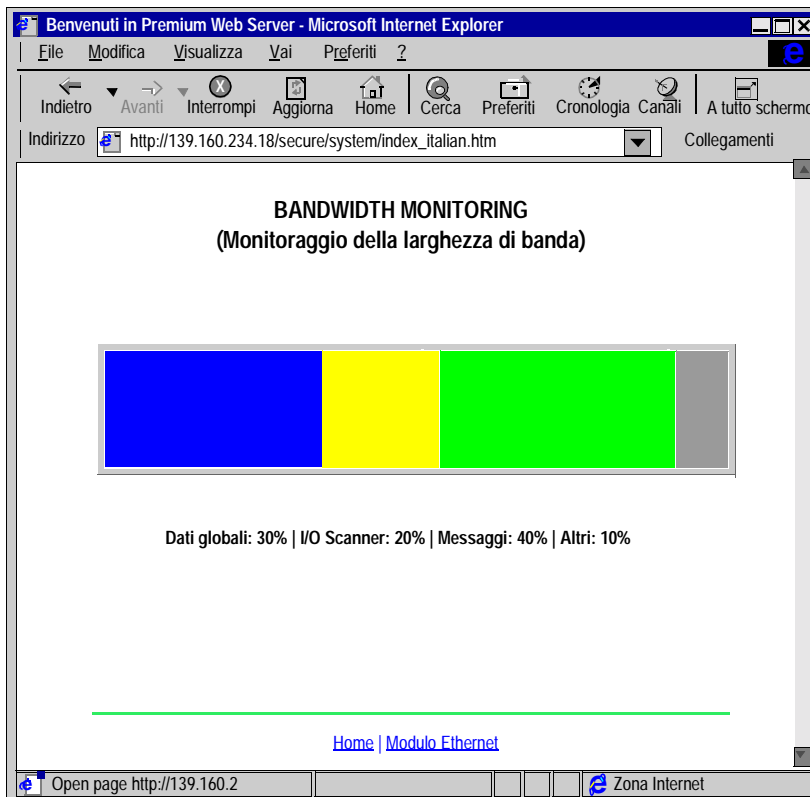 Benvenuti in Premium Web Server - Microsoft Internet Explorer
File Modifica Visualizza Vai Preferiti ?
Indietro Avanti Interrompi Aggiorna Home Cerca Preferiti Cronologia Canali A tutto schermo
Indirizzo http://139.160.234.18/secure/system/index_italian.htm Collegamenti
BANDWIDTH MONITORING
(Monitoraggio della larghezza di banda)
Dati globali: 30% | I/O Scanner: 20% | Messaggi: 40% | Altri: 10%
Home | Modulo Ethernet
Open page http://139.160.2 Zona Internet